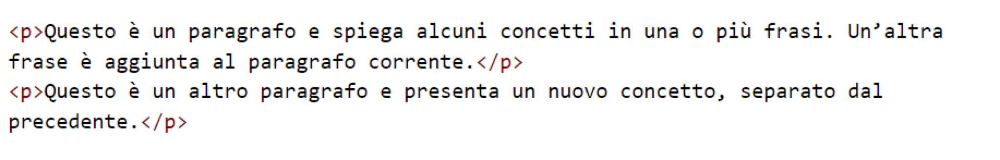 <p>Questo è un paragrafo e spiega alcuni concetti in una o più frasi. Un’altra
frase è aggiunta al paragrafo corrente.</p>
<p>Questo è un altro paragrafo e presenta un nuovo concetto, separato dal
precedente.</p>